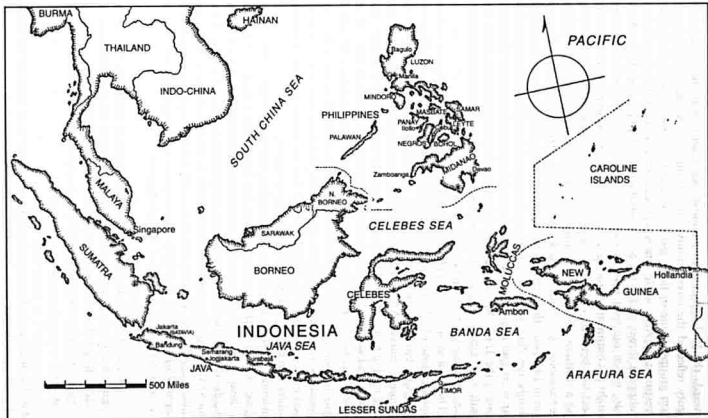 BURMA
HAINAN
THAILAND
INDO-CHINA
SOUTH CHINA SEA
Baguio
LUZON
Manila
PACIFIC
MINDORO
MASBATE
SAMAR
PHILIPPINES
PANAY
Iloilo
LEYTE
PALAWAN
NEGROS
BOHOL
MIDANAO
Zamboanga
Davao
CAROLINE
ISLANDS
MALAYA
Singapore
N.
BORNEO
SARAWAK
CELEBES SEA
SUMATRA
BORNEO
MOLUCCAS
NEW
Hollandia
CELEBES
GUINEA
Ambon
Jakarta
(BATAVIA)
INDONESIA
BANDA SEA
Bandung
JAVA SEA
Semarang
Jogjakarta
Surabaja
JAVA
ARAFURA SEA
500 Miles
TIMOR
LESSER SUNDAS